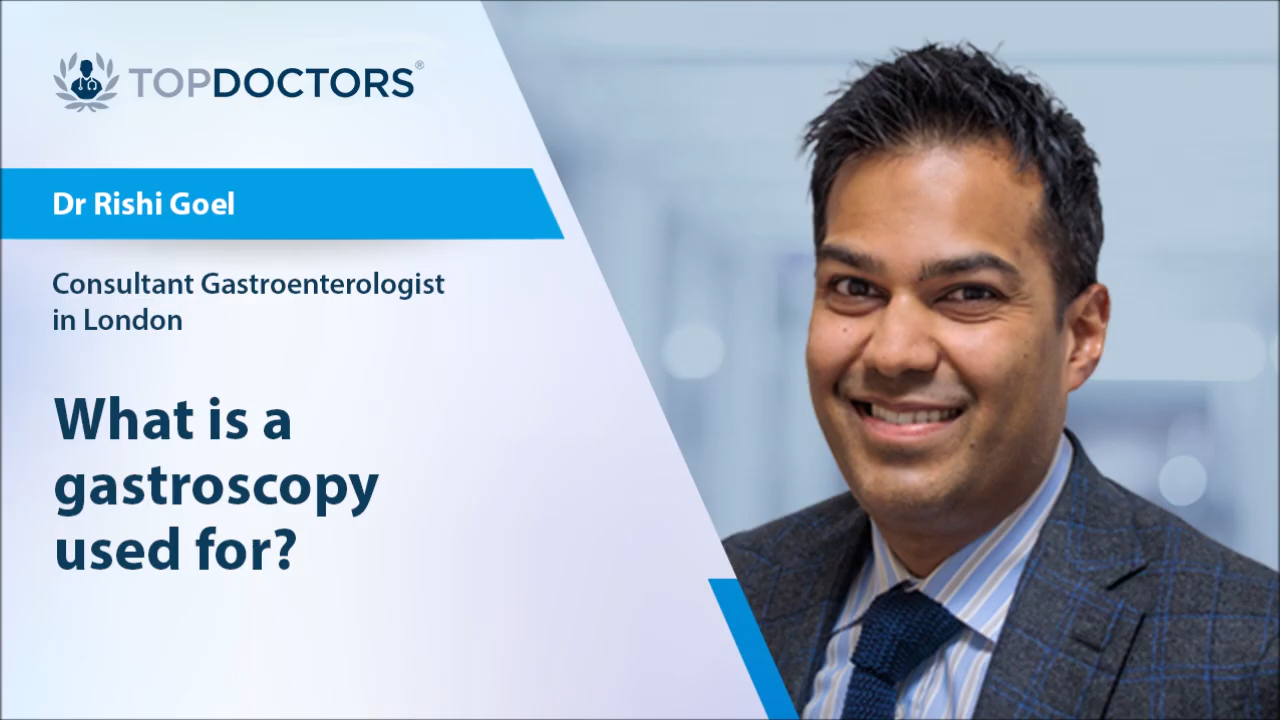 TOPDOCTORS®
Dr Rishi Goel
Consultant Gastroenterologist
in London
What is a
gastroscopy
used for?